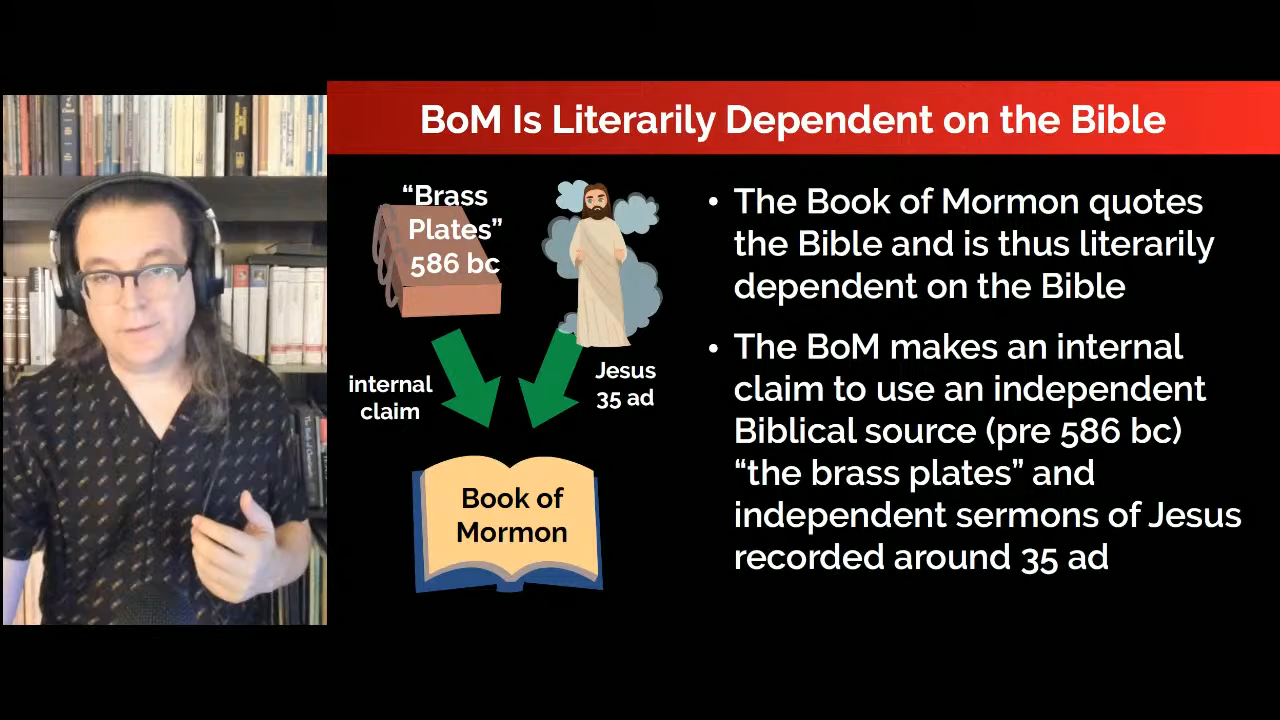 BoM Is Literarily Dependent on the Bible
“Brass
Plates”
586 bc
internal
claim
Jesus
35 ad
Book of
Mormon
• The Book of Mormon quotes
the Bible and is thus literarily
dependent on the Bible
• The BoM makes an internal
claim to use an independent
Biblical source (pre 586 bc)
“the brass plates” and
independent sermons of Jesus
recorded around 35 ad